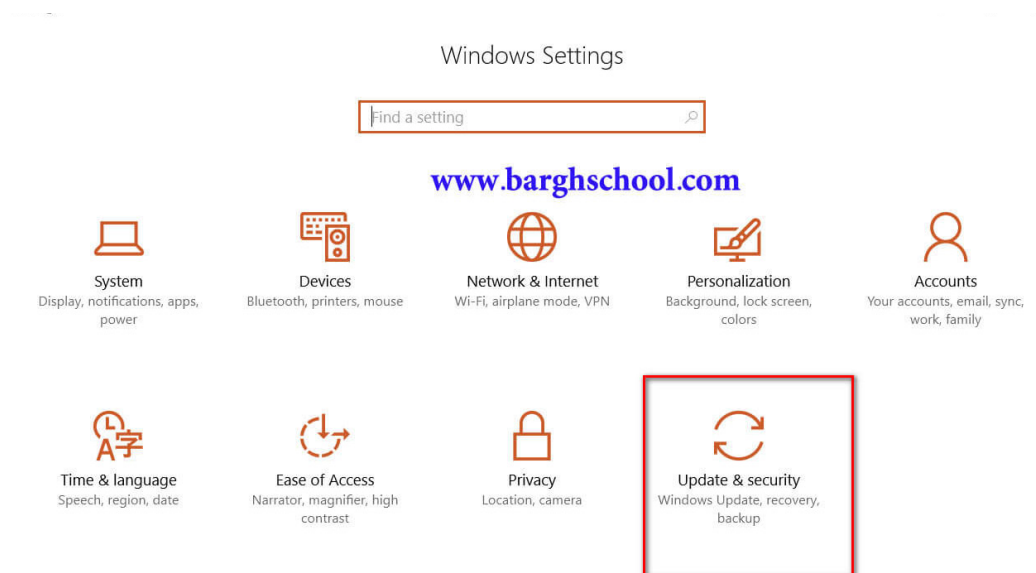 Windows Settings
Find a setting
www.barghschool.com
System
Display, notifications, apps,
power
Devices
Bluetooth, printers, mouse
Network & Internet
Wi-Fi, airplane mode, VPN
Personalization
Background, lock screen,
colors
Accounts
Your accounts, email, sync,
work, family
Time & language
Speech, region, date
Ease of Access
Narrator, magnifier, high
contrast
Privacy
Location, camera
Update & security
Windows Update, recovery,
backup